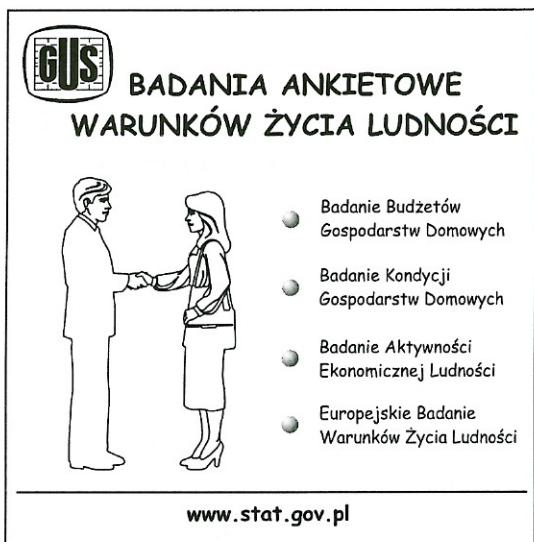 GUS
BADANIA ANKIETOWE
WARUNKÓW ŻYCIA LUDNOŚCI
Badanie Budżetów
Gospodarstw Domowych
Badanie Kondycji
Gospodarstw Domowych
Badanie Aktywności
Ekonomicznej Ludności
Europejskie Badanie
Warunków Życia Ludności
www.stat.gov.pl